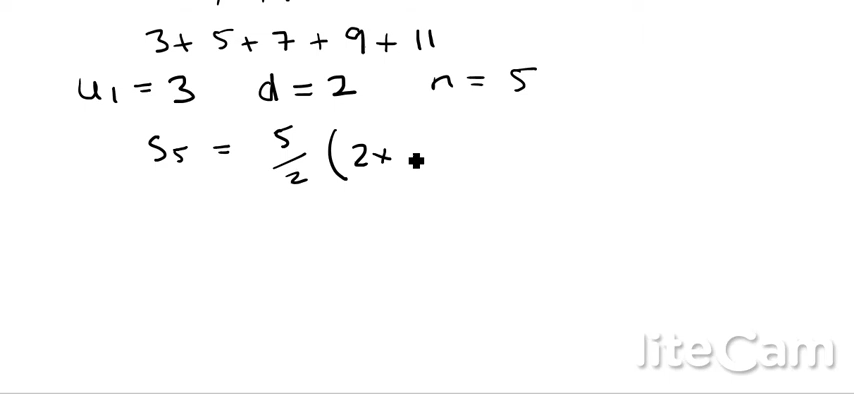 3+ 5 + 7 + 9 + 11
u1 = 3 d = 2 n = 5
S5 = 5/2 (2×
liteCam